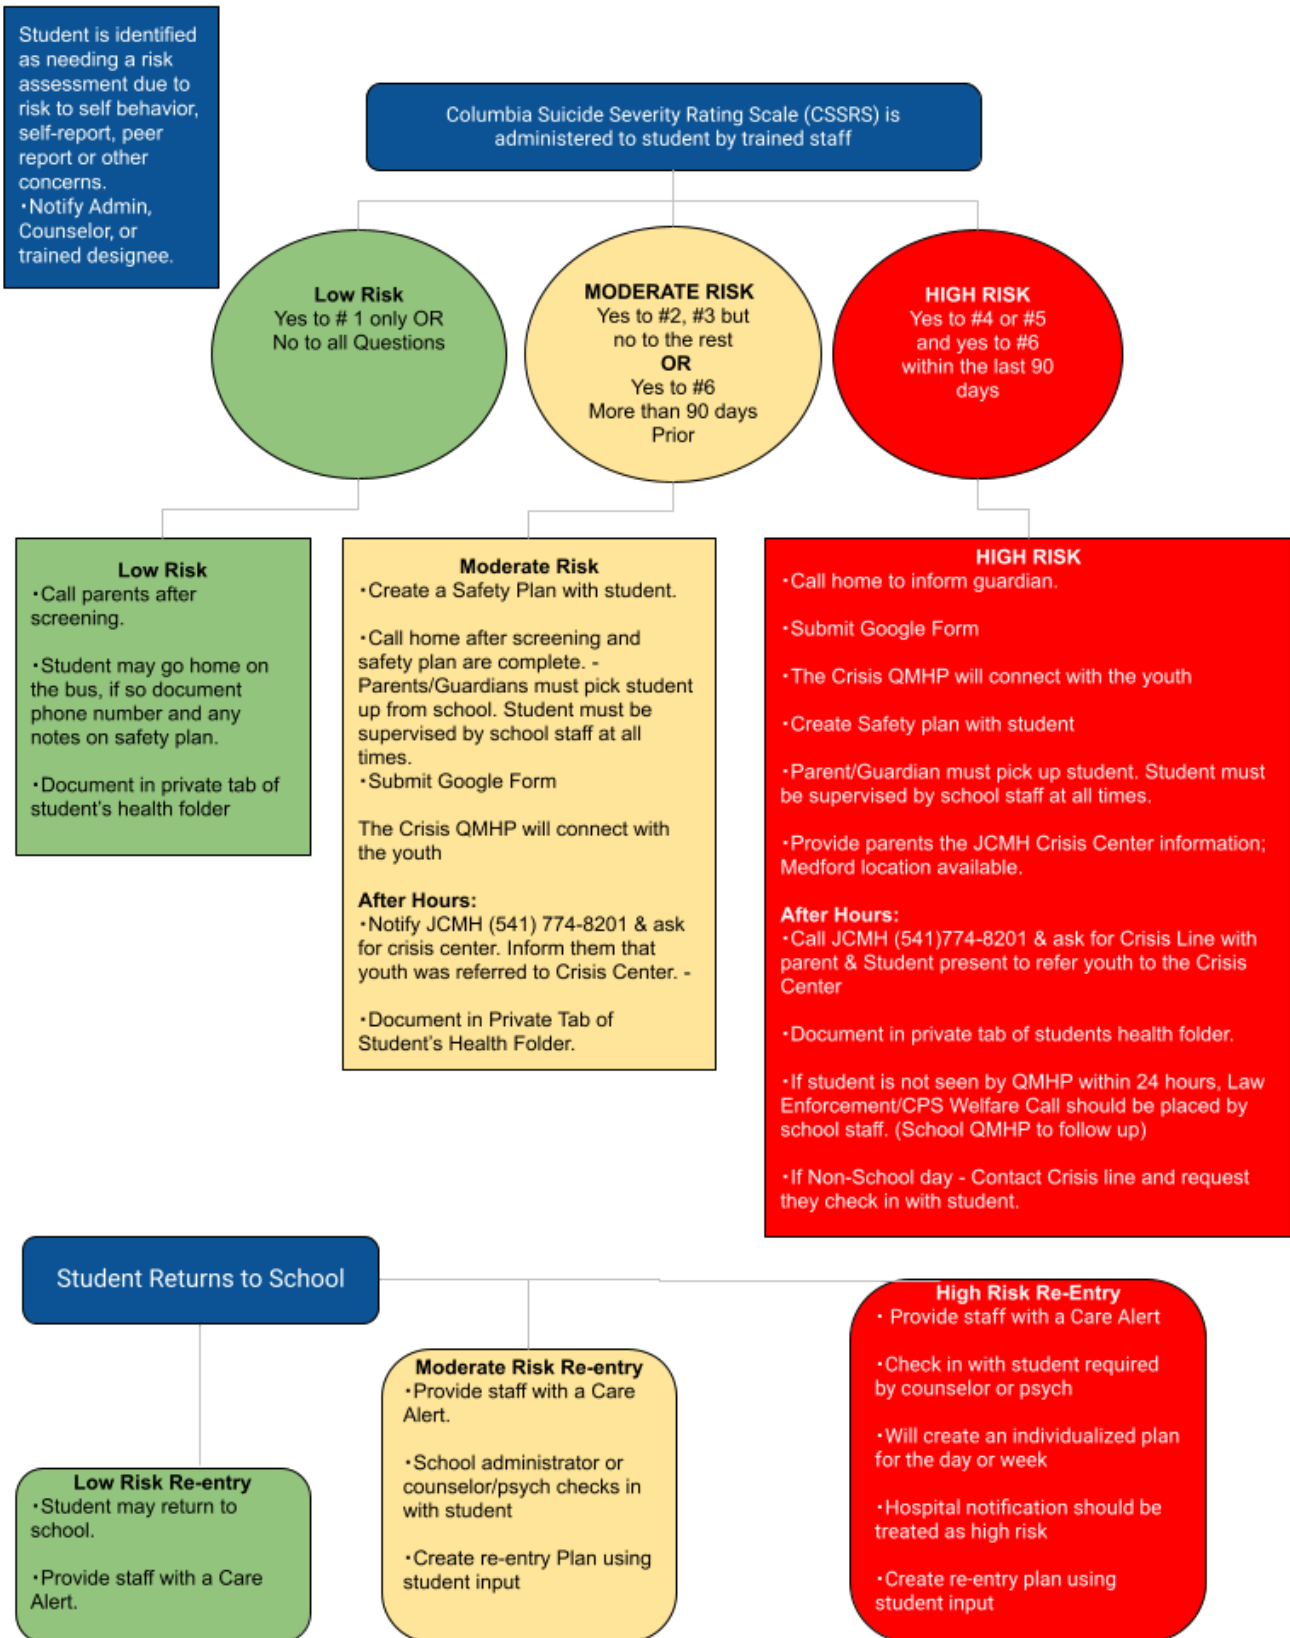 Student is identified
as needing a risk
assessment due to
risk to self behavior,
self-report, peer
report or other
concerns.
•Notify Admin,
Counselor, or
trained designee.
Columbia Suicide Severity Rating Scale (CSSRS) is
administered to student by trained staff
Low Risk
Yes to # 1 only OR
No to all Questions
MODERATE RISK
Yes to #2, #3 but
no to the rest
OR
Yes to #6
More than 90 days
Prior
HIGH RISK
Yes to #4 or #5
and yes to #6
within the last 90
days
Low Risk
•Call parents after
screening.
•Student may go home on
the bus, if so document
phone number and any
notes on safety plan.
•Document in private tab of
student's health folder
Moderate Risk
•Create a Safety Plan with student.
•Call home after screening and
safety plan are complete. -
Parents/Guardians must pick student
up from school. Student must be
supervised by school staff at all
times.
•Submit Google Form
The Crisis QMHP will connect with
the youth
After Hours:
•Notify JCMH (541) 774-8201 & ask
for crisis center. Inform them that
youth was referred to Crisis Center. -
•Document in Private Tab of
Student's Health Folder.
HIGH RISK
•Call home to inform guardian.
•Submit Google Form
•The Crisis QMHP will connect with the youth
•Create Safety plan with student
•Parent/Guardian must pick up student. Student must
be supervised by school staff at all times.
•Provide parents the JCMH Crisis Center information;
Medford location available.
After Hours:
•Call JCMH (541)774-8201 & ask for Crisis Line with
parent & Student present to refer youth to the Crisis
Center
•Document in private tab of students health folder.
•If student is not seen by QMHP within 24 hours, Law
Enforcement/CPS Welfare Call should be placed by
school staff. (School QMHP to follow up)
•If Non-School day - Contact Crisis line and request
they check in with student.
Student Returns to School
Low Risk Re-entry
•Student may return to
school.
•Provide staff with a Care
Alert.
Moderate Risk Re-entry
•Provide staff with a Care
Alert.
•School administrator or
counselor/psych checks in
with student
•Create re-entry Plan using
student input
High Risk Re-Entry
• Provide staff with a Care Alert
•Check in with student required
by counselor or psych
•Will create an individualized plan
for the day or week
•Hospital notification should be
treated as high risk
•Create re-entry plan using
student input